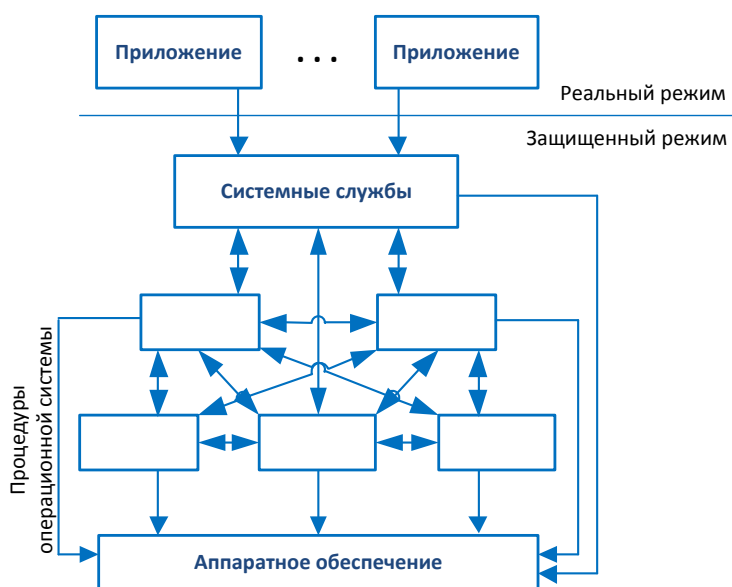 Приложение
. . .
Приложение
Реальный режим
Защищенный режим
Системные службы
Процедуры
операционной системы
Аппаратное обеспечение